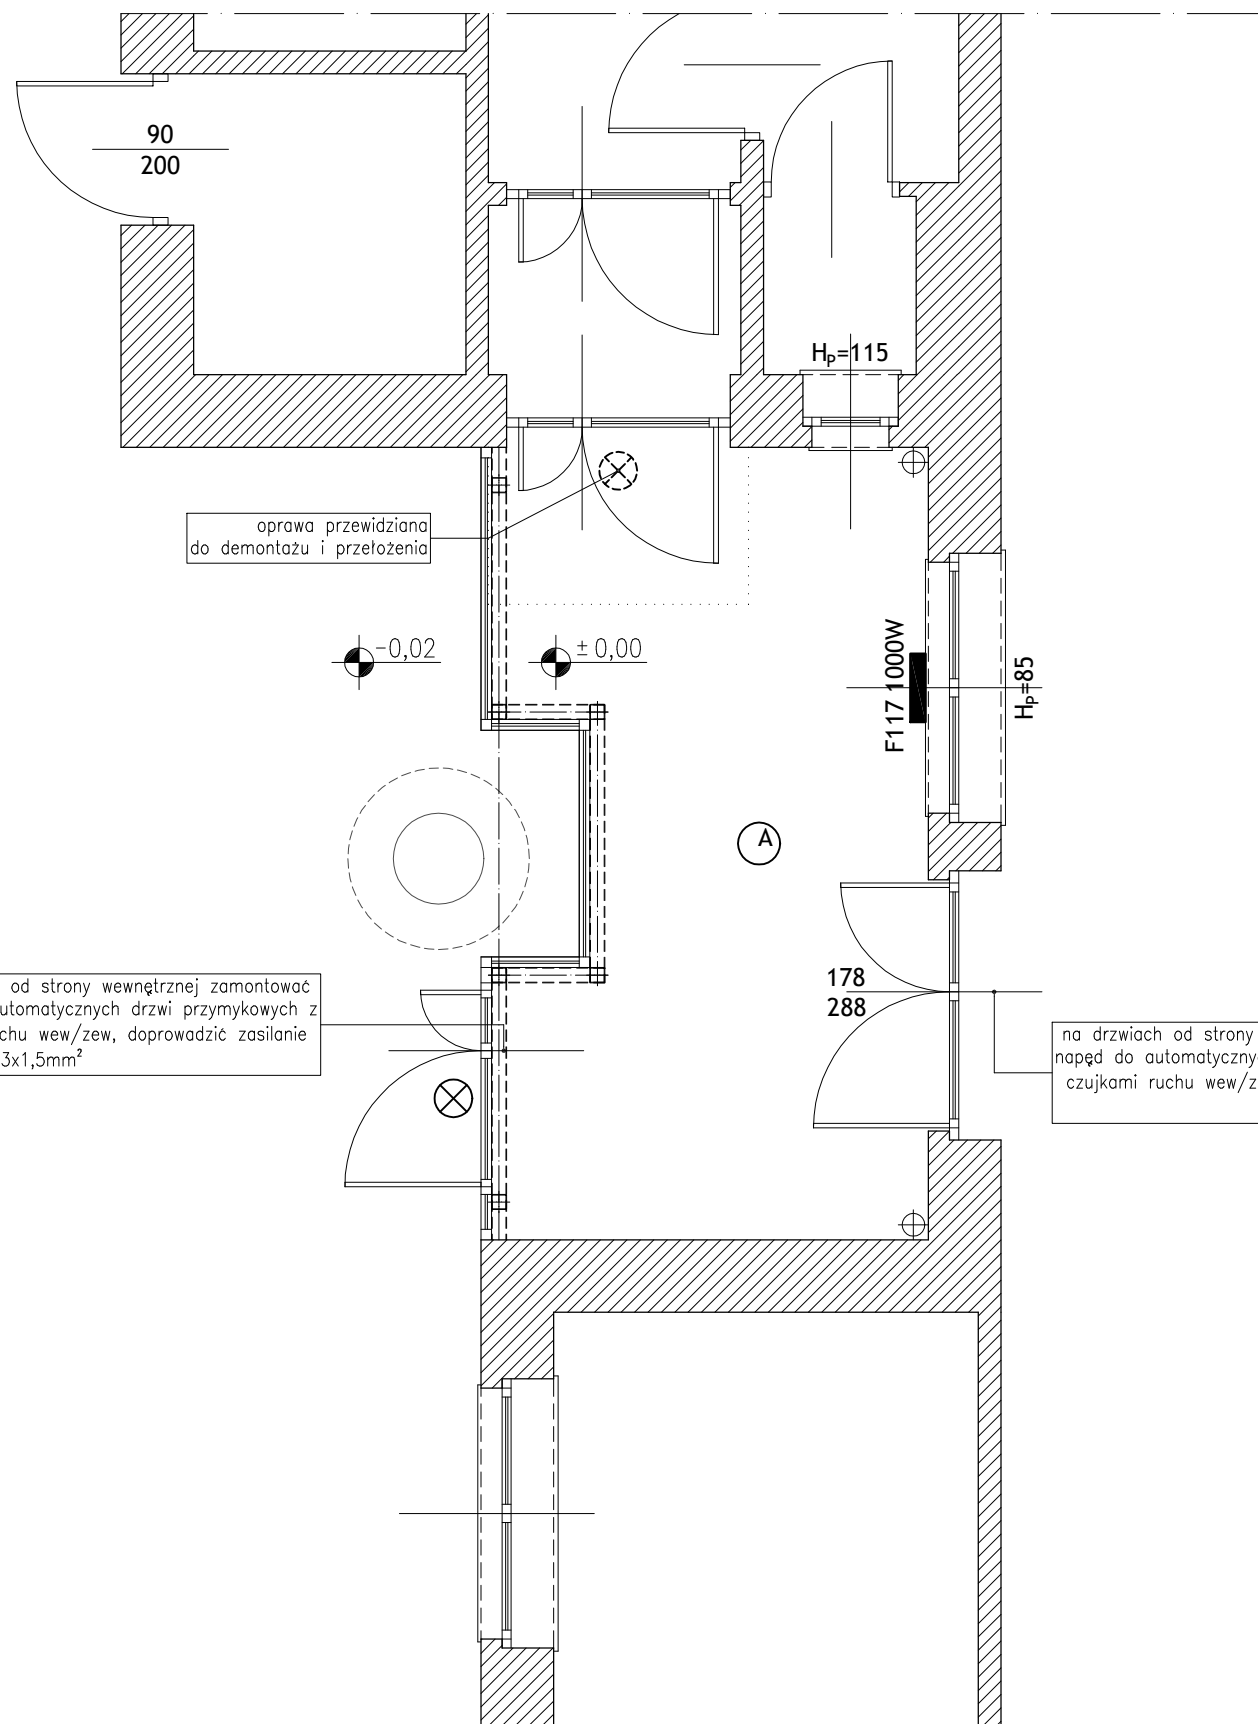 90
200
H_P=115
oprawa przewidziana
do demontażu i przełożenia
-0,02
±0,00
F117 1000W
H_P=85
A
178
288
od strony wewnętrznej zamontować
automatycznych drzwi przymykowych z
ruchu wew/zew, doprowadzić zasilanie
3x1,5mm²
na drzwiach od strony
napęd do automatyczny
czujkami ruchu wew/z